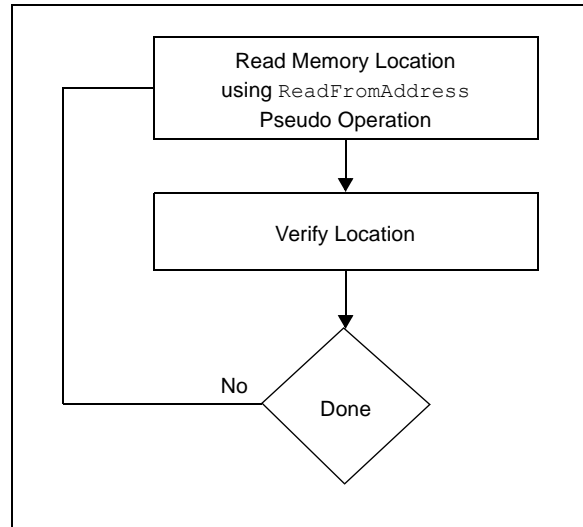 Read Memory Location
using ReadFromAddress
Pseudo Operation
Verify Location
No
Done